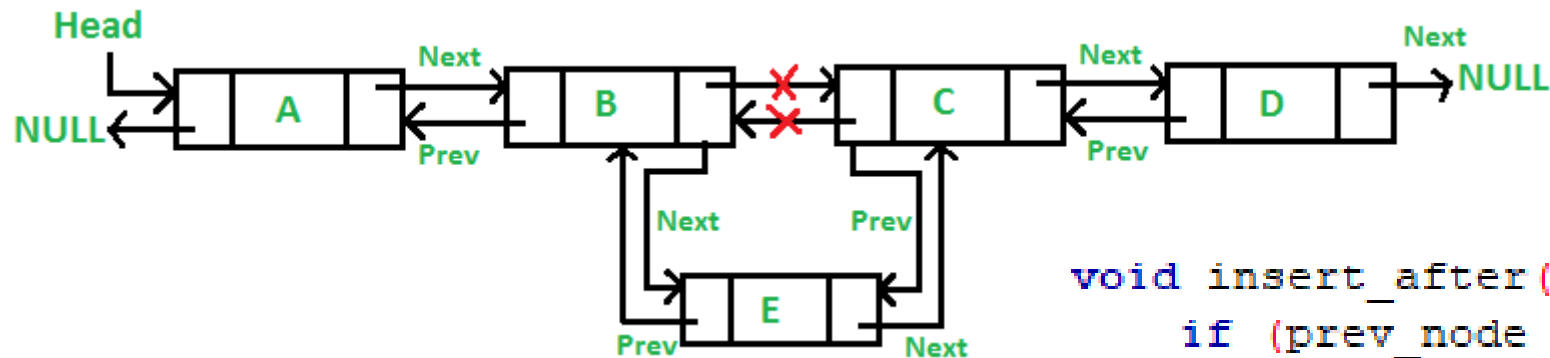 Head
Next
Next
Next
A
B
C
D
NULL
NULL
Prev
Prev
Next
Prev
E
Prev
Next
void insert_after(
if (prev_node